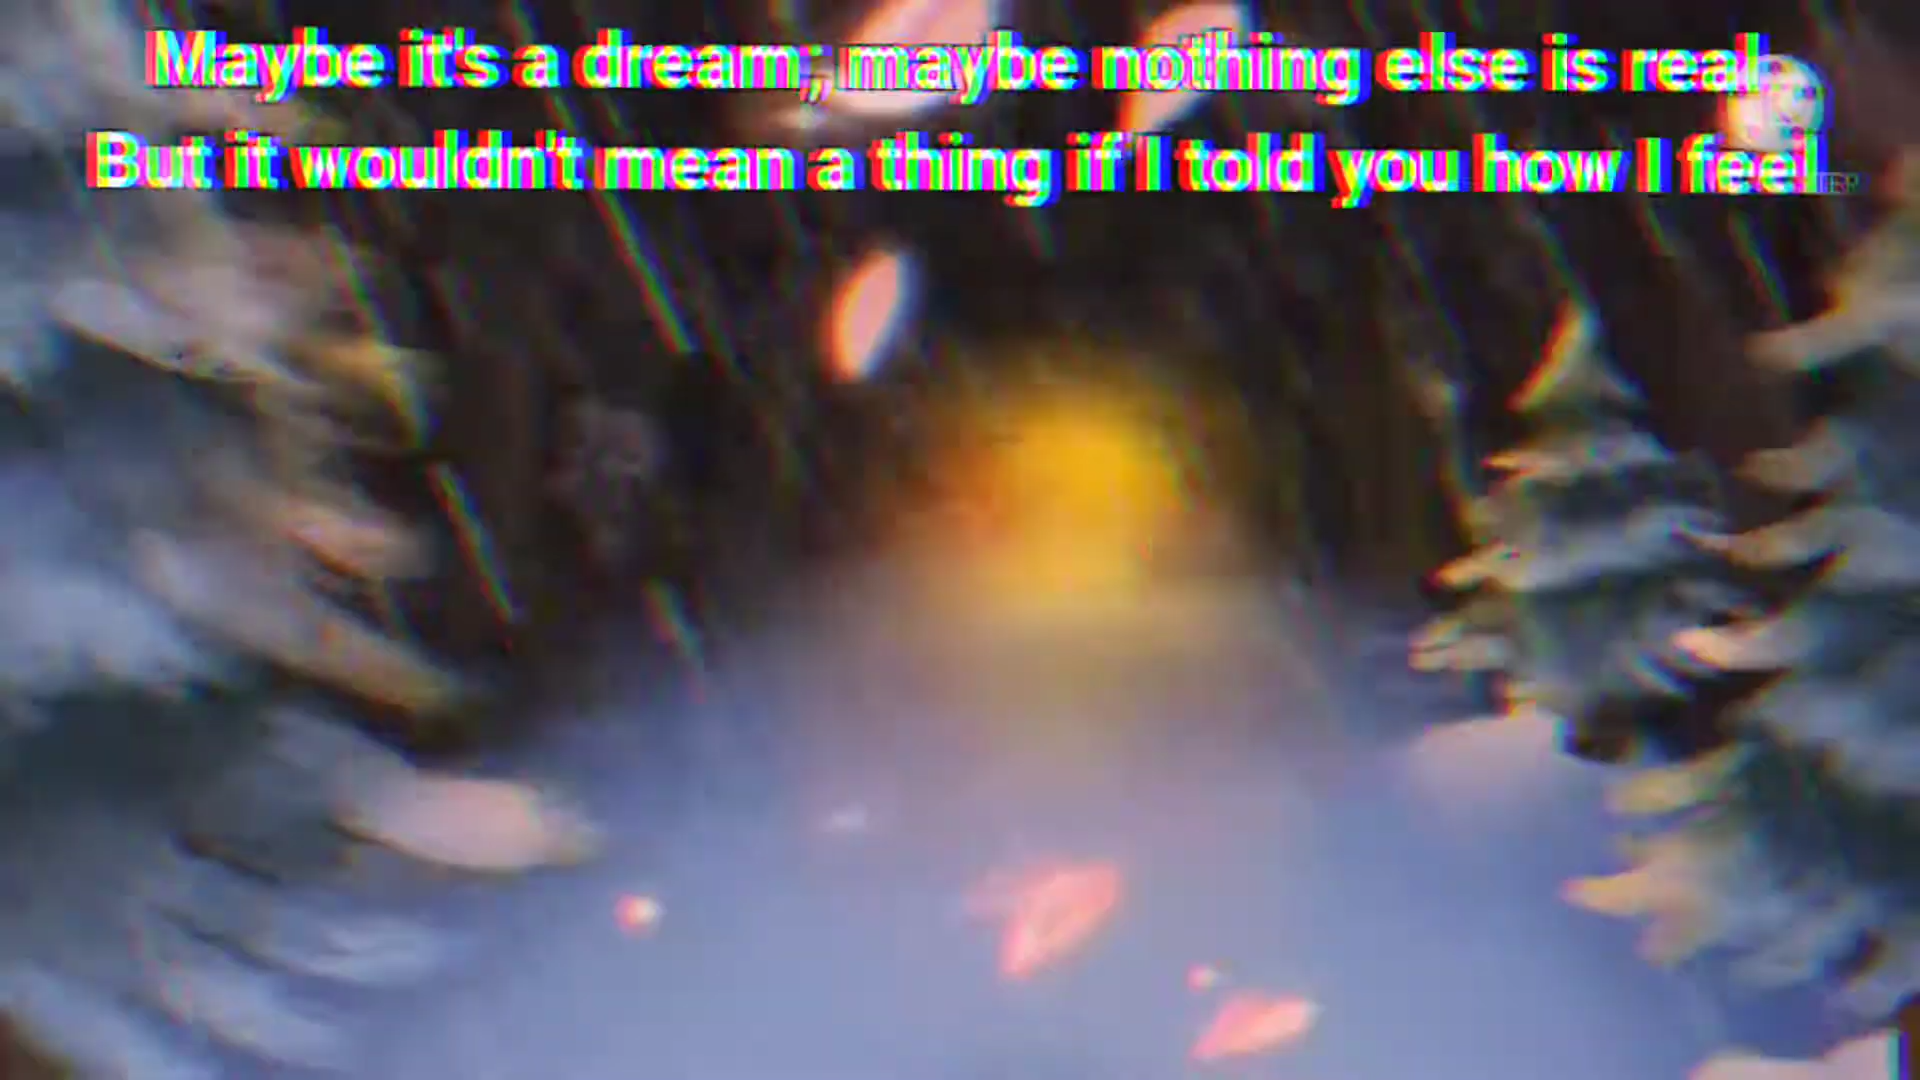 Maybe it's a dream; maybe nothing else is real
But it wouldn't mean a thing if I told you how I feel